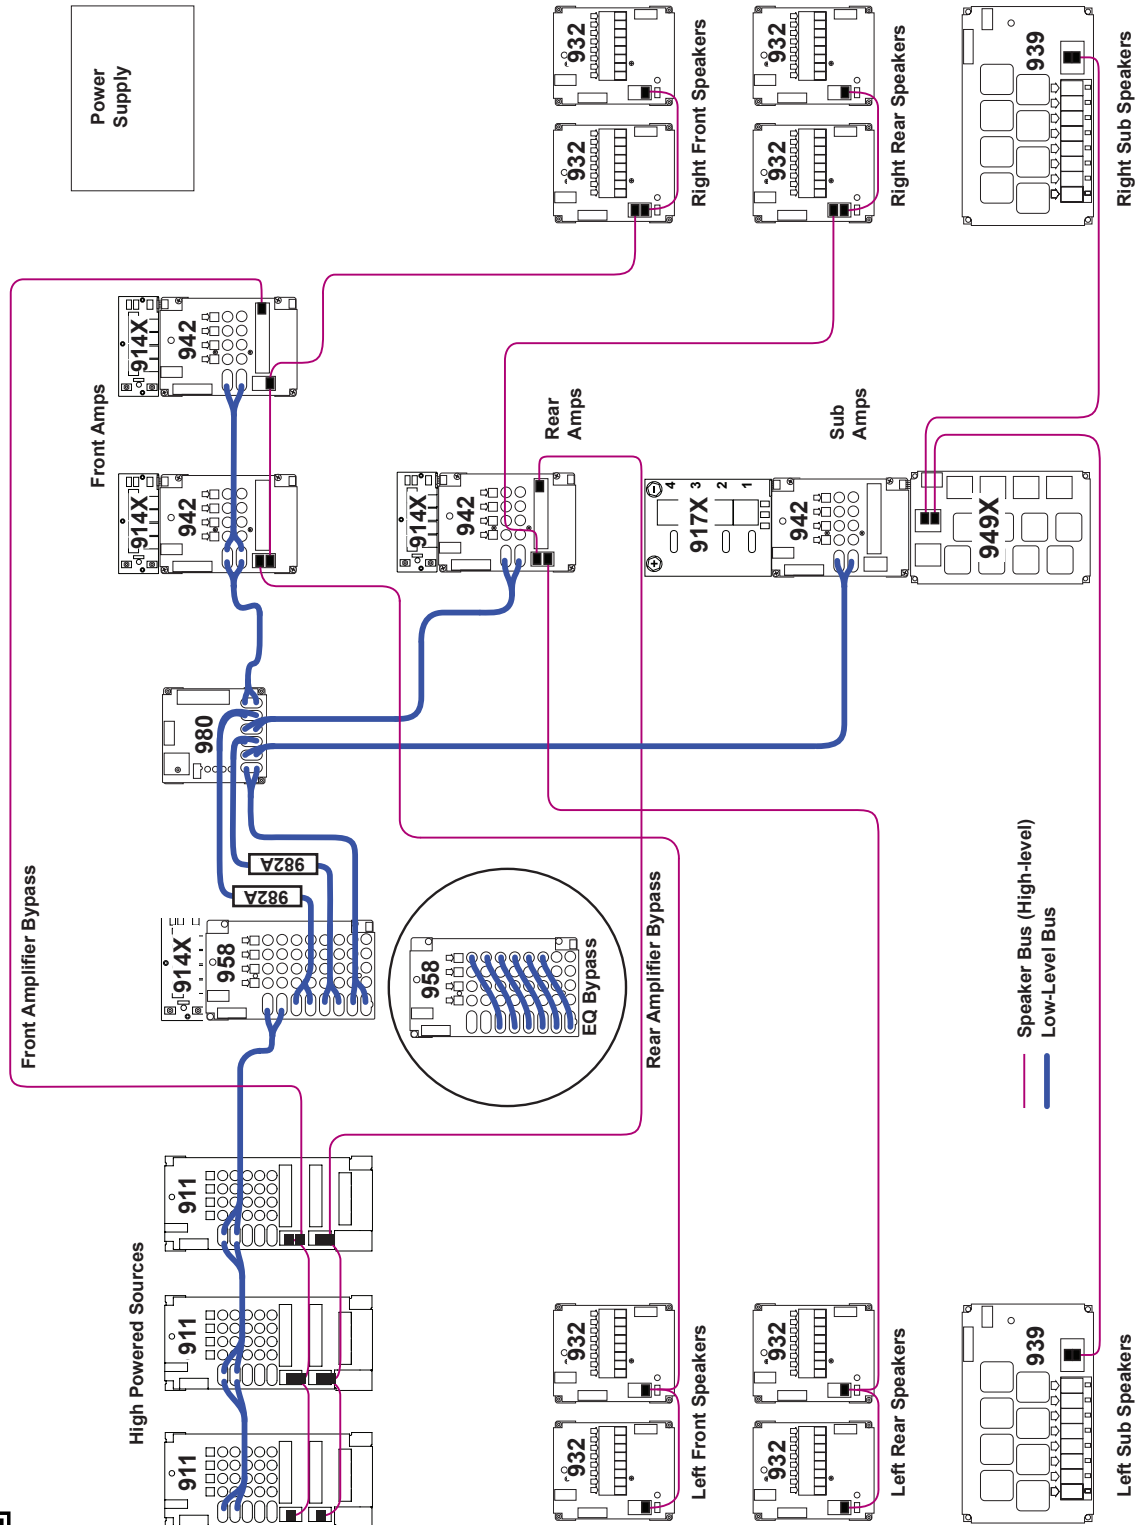 Power
Supply
932
932
Right Front Speakers
932
932
Right Rear Speakers
939
Right Sub Speakers
Front Amps
914X
942
914X
942
914X
942
Rear
Amps
917X
4
3
2
1
942
Sub
Amps
949X
980
982A
982A
Front Amplifier Bypass
914X
958
958
EQ Bypass
Rear Amplifier Bypass
Speaker Bus (High-level)
Low-Level Bus
High Powered Sources
911
911
911
932
932
Left Front Speakers
932
932
Left Rear Speakers
939
Left Sub Speakers